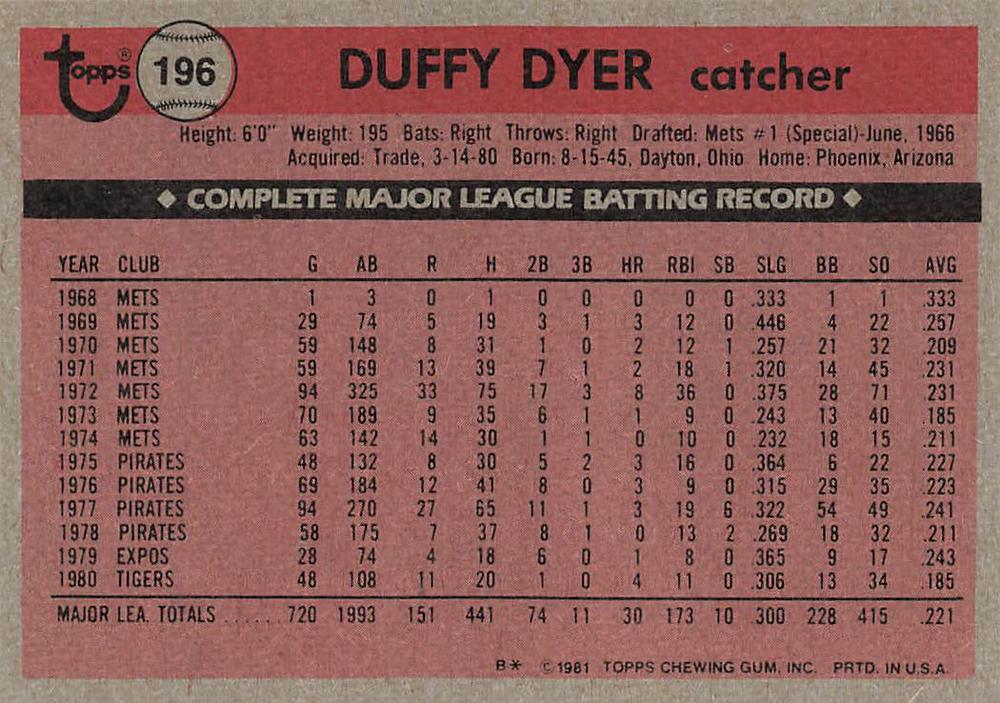 Topps® 196 DUFFY DYER catcher
Height: 6'0" Weight: 195 Bats: Right Throws: Right Drafted: Mets #1 (Special)-June, 1966
Acquired: Trade, 3-14-80 Born: 8-15-45, Dayton, Ohio Home: Phoenix, Arizona
◆ COMPLETE MAJOR LEAGUE BATTING RECORD ◆
YEAR CLUB G AB R H 2B 3B HR RBI SB SLG BB SO AVG
1968 METS 1 3 0 1 0 0 0 0 0 .333 1 1 .333
1969 METS 29 74 5 19 3 1 3 12 0 .446 4 22 .257
1970 METS 59 148 8 31 1 0 2 12 1 .257 21 32 .209
1971 METS 59 169 13 39 7 1 2 18 1 .320 14 45 .231
1972 METS 94 325 33 75 17 3 8 36 0 .375 28 71 .231
1973 METS 70 189 9 35 6 1 1 9 0 .243 13 40 .185
1974 METS 63 142 14 30 1 1 0 10 0 .232 18 15 .211
1975 PIRATES 48 132 8 30 5 2 3 16 0 .364 6 22 .227
1976 PIRATES 69 184 12 41 8 0 3 9 0 .315 29 35 .223
1977 PIRATES 94 270 27 65 11 1 3 19 6 .322 54 49 .241
1978 PIRATES 58 175 7 37 8 1 0 13 2 .269 18 32 .211
1979 EXPOS 28 74 4 18 6 0 1 8 0 .365 9 17 .243
1980 TIGERS 48 108 11 20 1 0 4 11 0 .306 13 34 .185
MAJOR LEA. TOTALS ...... 720 1993 151 441 74 11 30 173 10 .300 228 415 .221
B* ©1981 TOPPS CHEWING GUM, INC. PRTD. IN U.S.A.